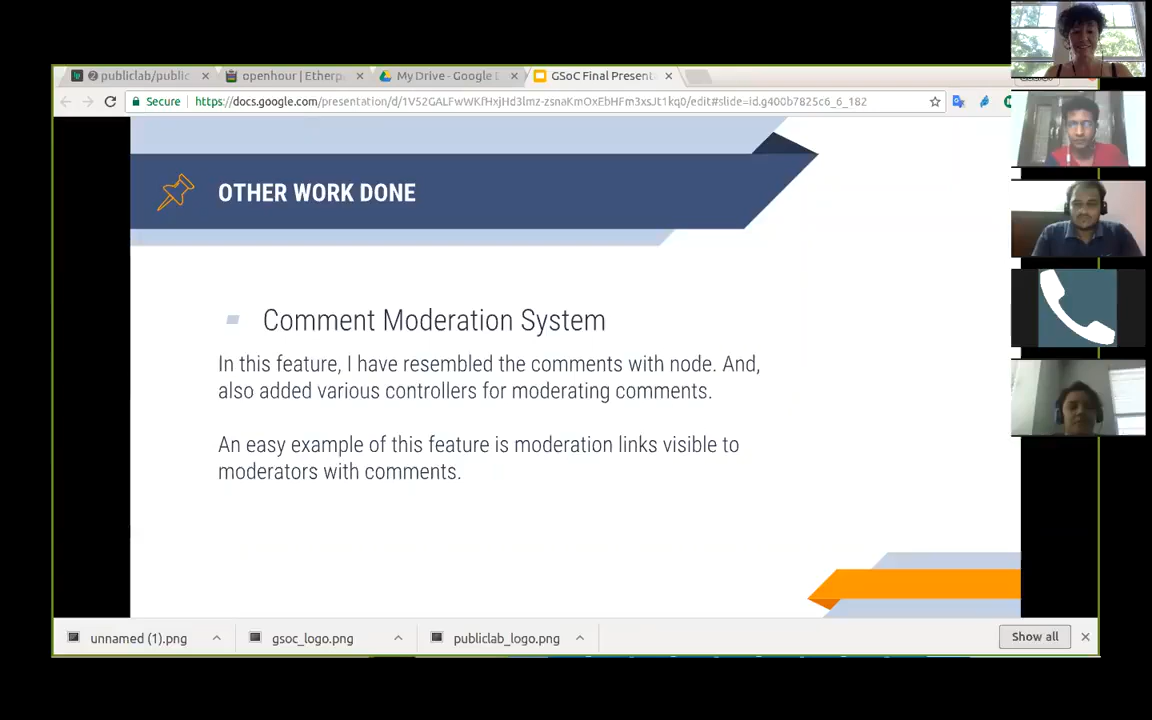 publiclab/public
openhour | Etherp
My Drive - Google D
GSoC Final Present
Secure
https://docs.google.com/presentation/d/1V52GALFwWKfHxjHd3lmz-zsnaKmOxEbHFm3xsJt1kq0/edit#slide=id.g400b7825c6_6_182
OTHER WORK DONE
Comment Moderation System
In this feature, I have resembled the comments with node. And,
also added various controllers for moderating comments.
An easy example of this feature is moderation links visible to
moderators with comments.
unnamed (1).png
gsoc_logo.png
publiclab_logo.png
Show all